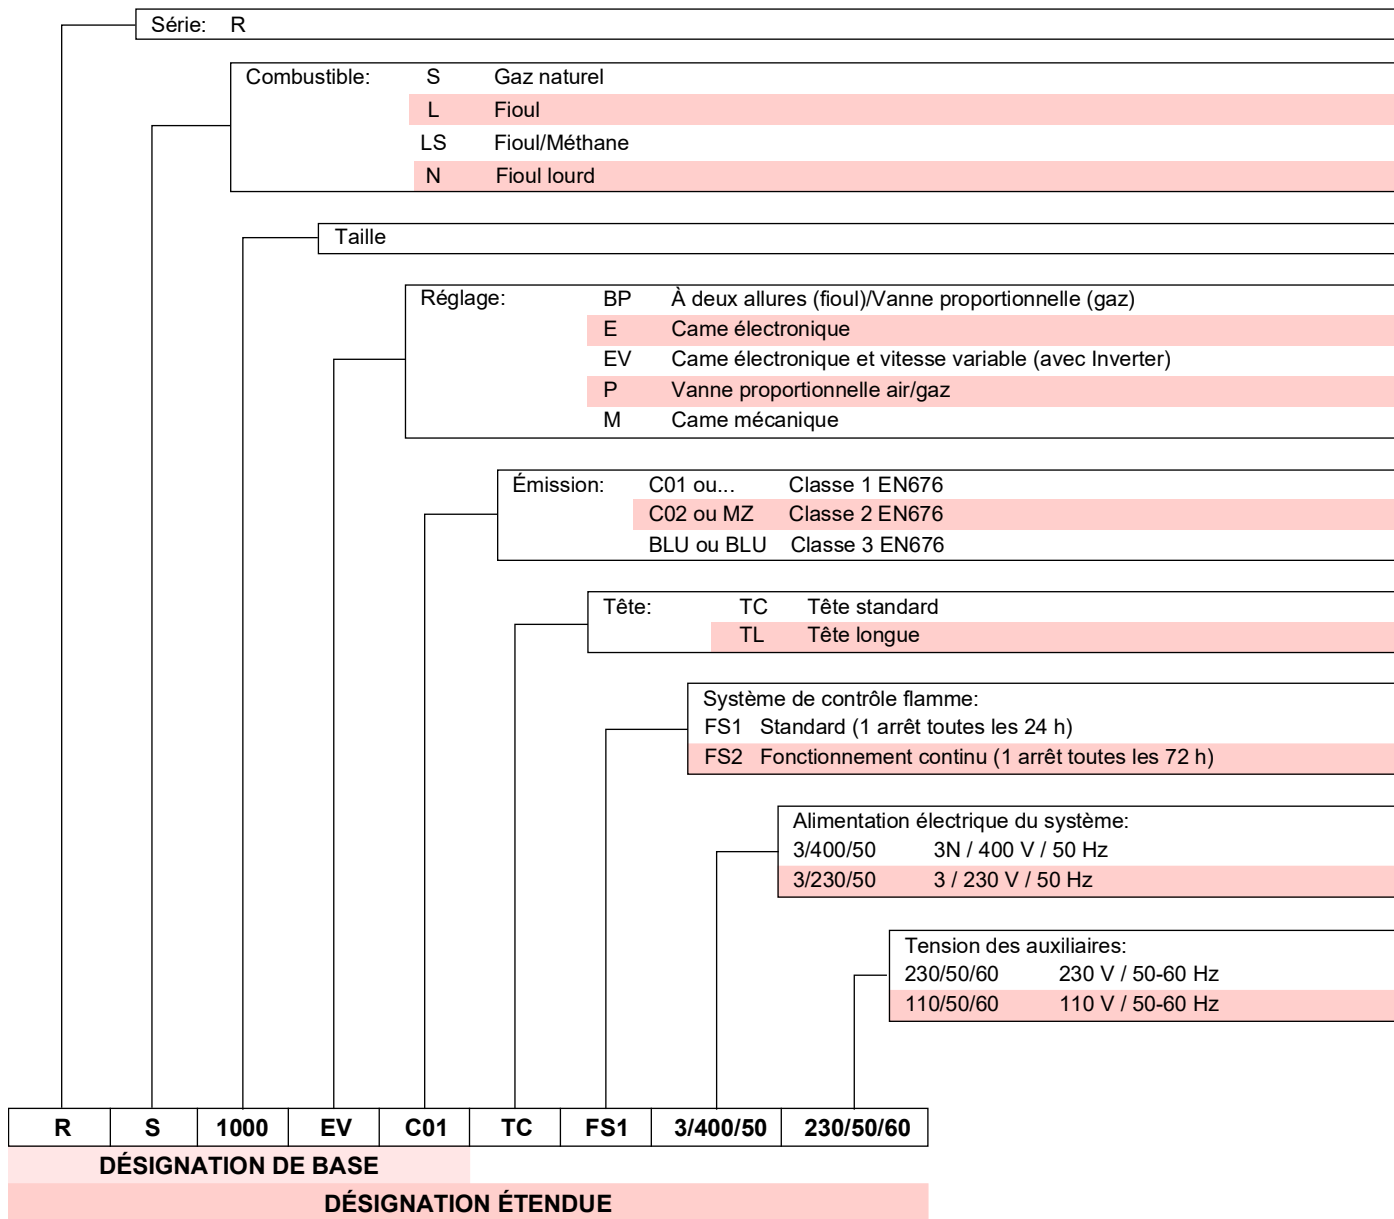 Série: R
Combustible: S Gaz naturel
L Fioul
LS Fioul/Méthane
N Fioul lourd
Taille
Réglage: BP À deux allures (fioul)/Vanne proportionnelle (gaz)
E Came électronique
EV Came électronique et vitesse variable (avec Inverter)
P Vanne proportionnelle air/gaz
M Came mécanique
Émission: C01 ou... Classe 1 EN676
C02 ou MZ Classe 2 EN676
BLU ou BLU Classe 3 EN676
Tête: TC Tête standard
TL Tête longue
Système de contrôle flamme:
FS1 Standard (1 arrêt toutes les 24 h)
FS2 Fonctionnement continu (1 arrêt toutes les 72 h)
Alimentation électrique du système:
3/400/50 3N / 400 V / 50 Hz
3/230/50 3 / 230 V / 50 Hz
Tension des auxiliaires:
230/50/60 230 V / 50-60 Hz
110/50/60 110 V / 50-60 Hz
R S 1000 EV C01 TC FS1 3/400/50 230/50/60
DÉSIGNATION DE BASE
DÉSIGNATION ÉTENDUE